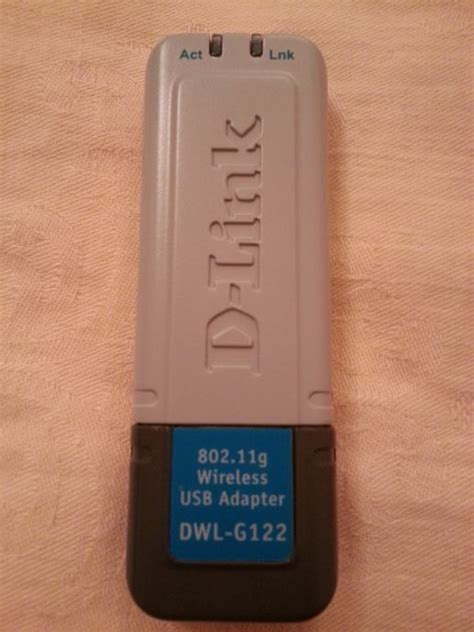 Act Lnk
D-Link
802.11g
Wireless
USB Adapter
DWL-G122